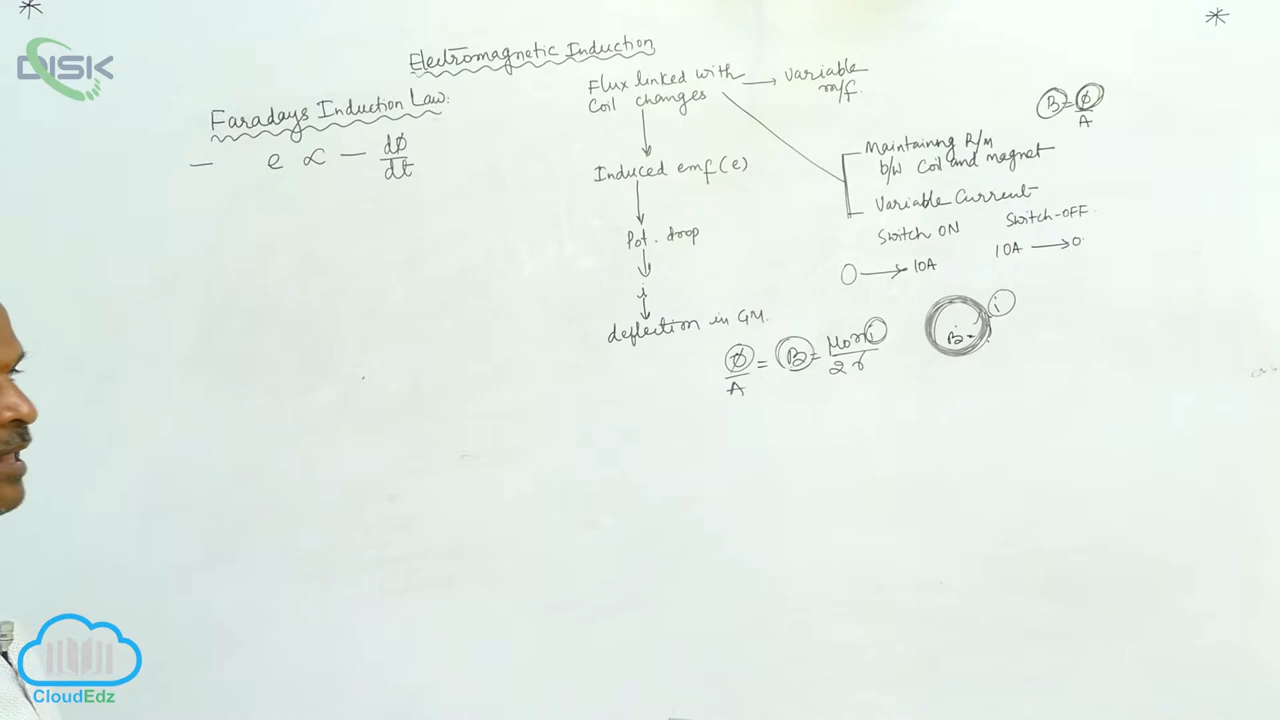 DISK
Electromagnetic Induction
Faradays Induction Law:
— e ∝ — dϕ/dt
Flux linked with
Coil changes
→ variable
m/f.
Induced emf(e)
Pot. drop
i
deflection in GM.
Maintaining R/M
b/w Coil and magnet
Variable Current
Switch ON
0 → 10A
Switch-OFF
10A → 0
B = ϕ/A
ϕ/A = B = μ0ni/2r
B= i
CloudEdz